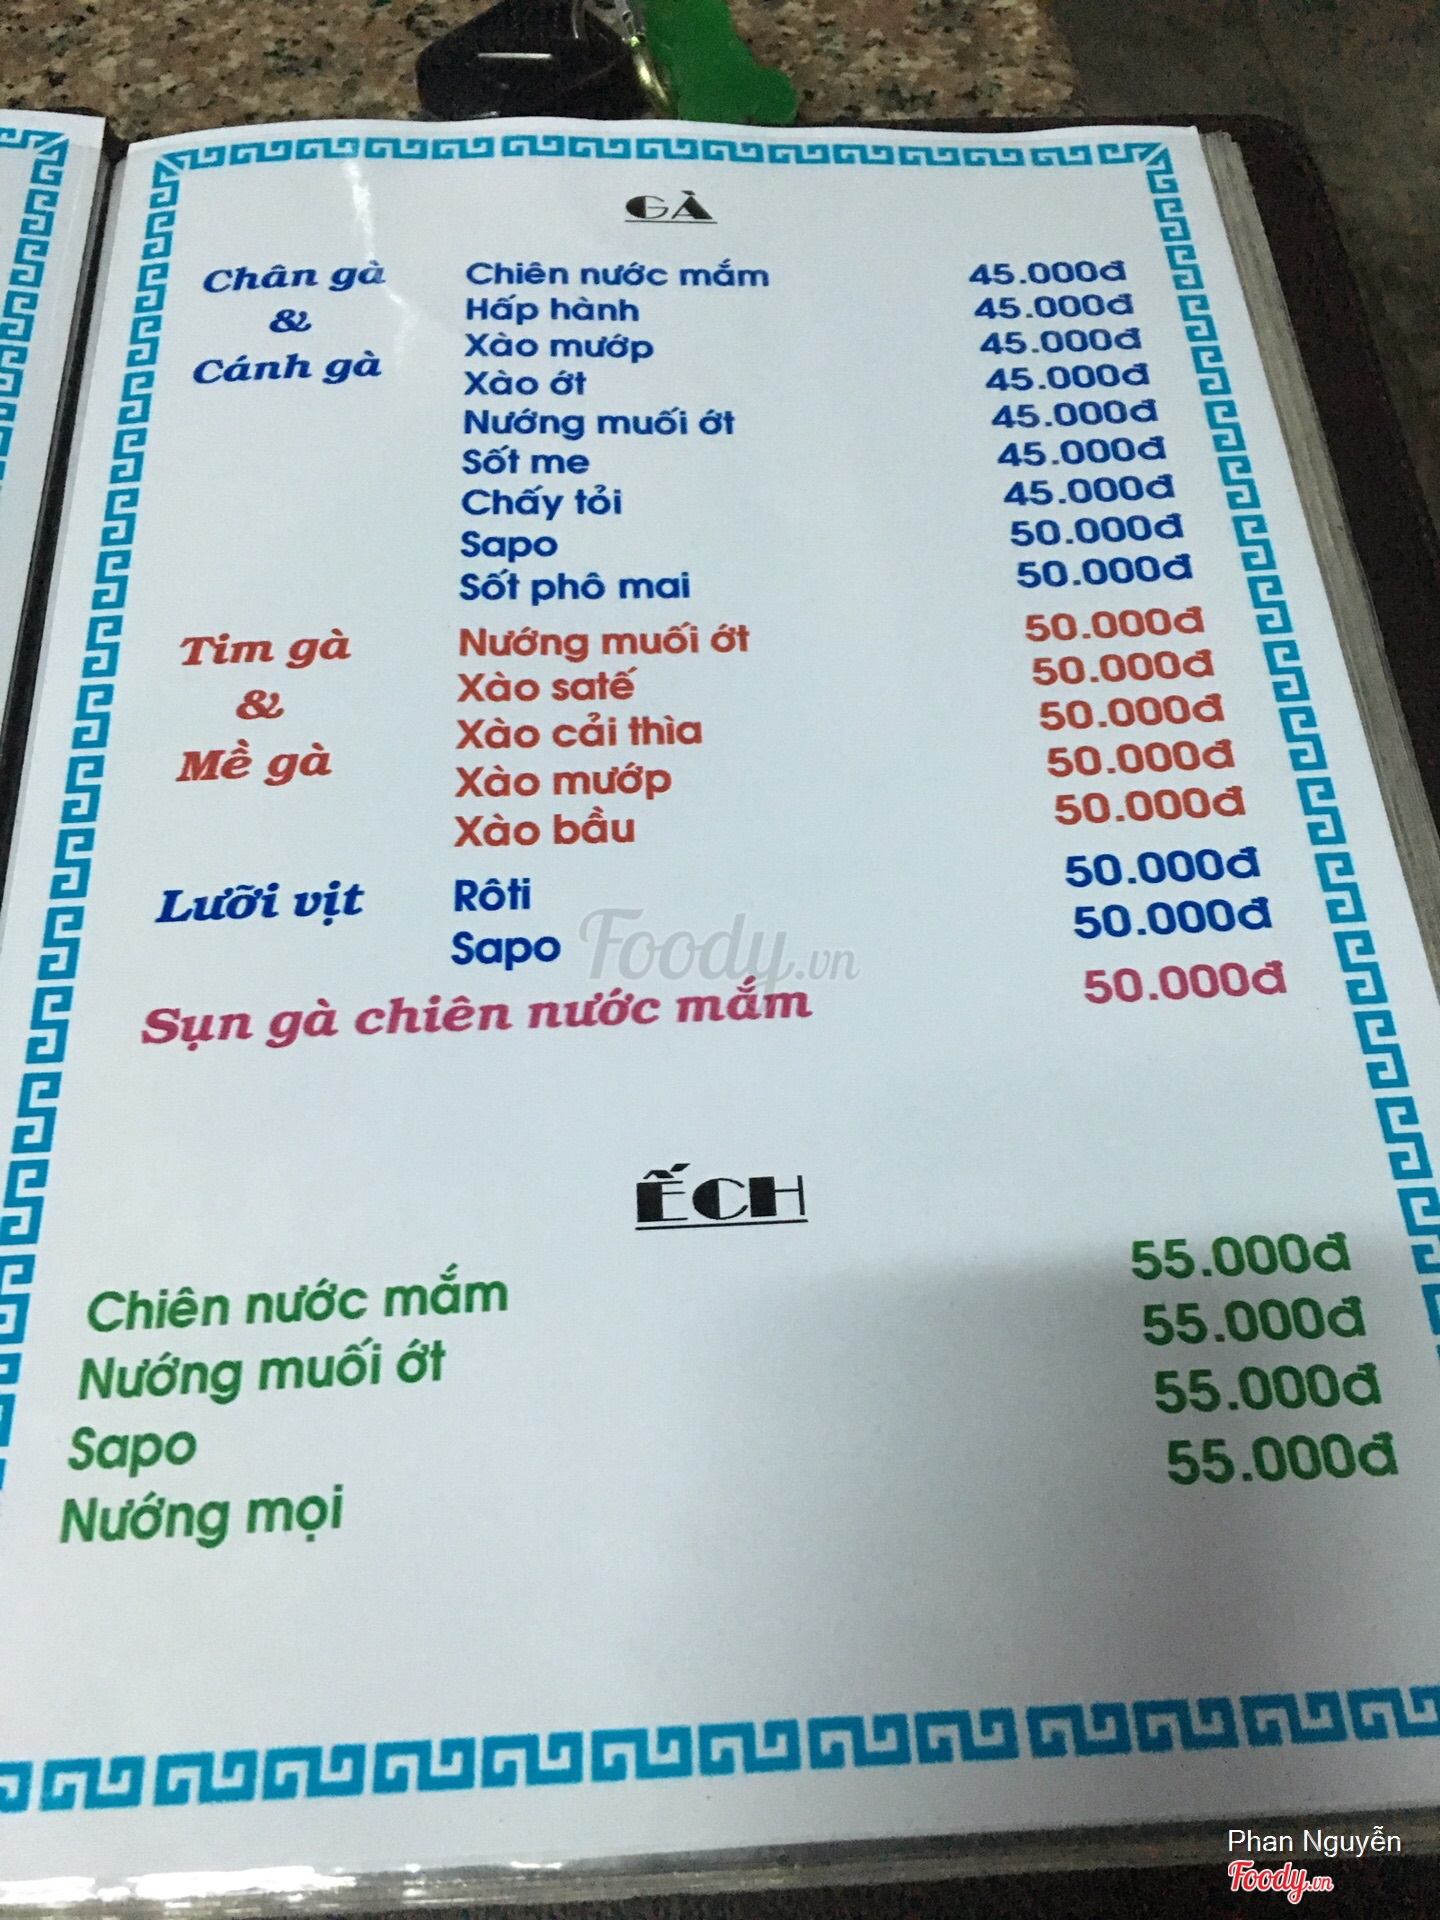 GÀ
Chân gà
&
Cánh gà
Chiên nước mắm 45.000đ
Hấp hành 45.000đ
Xào mướp 45.000đ
Xào ớt 45.000đ
Nướng muối ớt 45.000đ
Sốt me 45.000đ
Chấy tỏi 45.000đ
Sapo 50.000đ
Sốt phô mai 50.000đ
Tim gà
&
Mề gà
Nướng muối ớt 50.000đ
Xào satế 50.000đ
Xào cải thìa 50.000đ
Xào mướp 50.000đ
Xào bầu 50.000đ
Lưỡi vịt
Rôti 50.000đ
Sapo 50.000đ
Foody.vn
Sụn gà chiên nước mắm 50.000đ
ẾCH
Chiên nước mắm 55.000đ
Nướng muối ớt 55.000đ
Sapo 55.000đ
Nướng mọi 55.000đ
Phan Nguyễn
Foody.vn